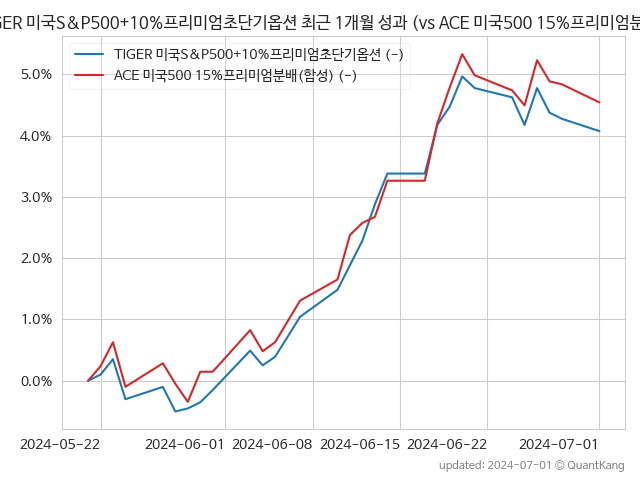 GER 미국S&P500+10%프리미엄초단기옵션 최근 1개월 성과 (vs ACE 미국500 15%프리미엄분
TIGER 미국S&P500+10%프리미엄초단기옵션 (-)
ACE 미국500 15%프리미엄분배(합성) (-)
5.0%
4.0%
3.0%
2.0%
1.0%
0.0%
2024-05-22 2024-06-01 2024-06-08 2024-06-15 2024-06-22 2024-07-01
updated: 2024-07-01 © QuantKang